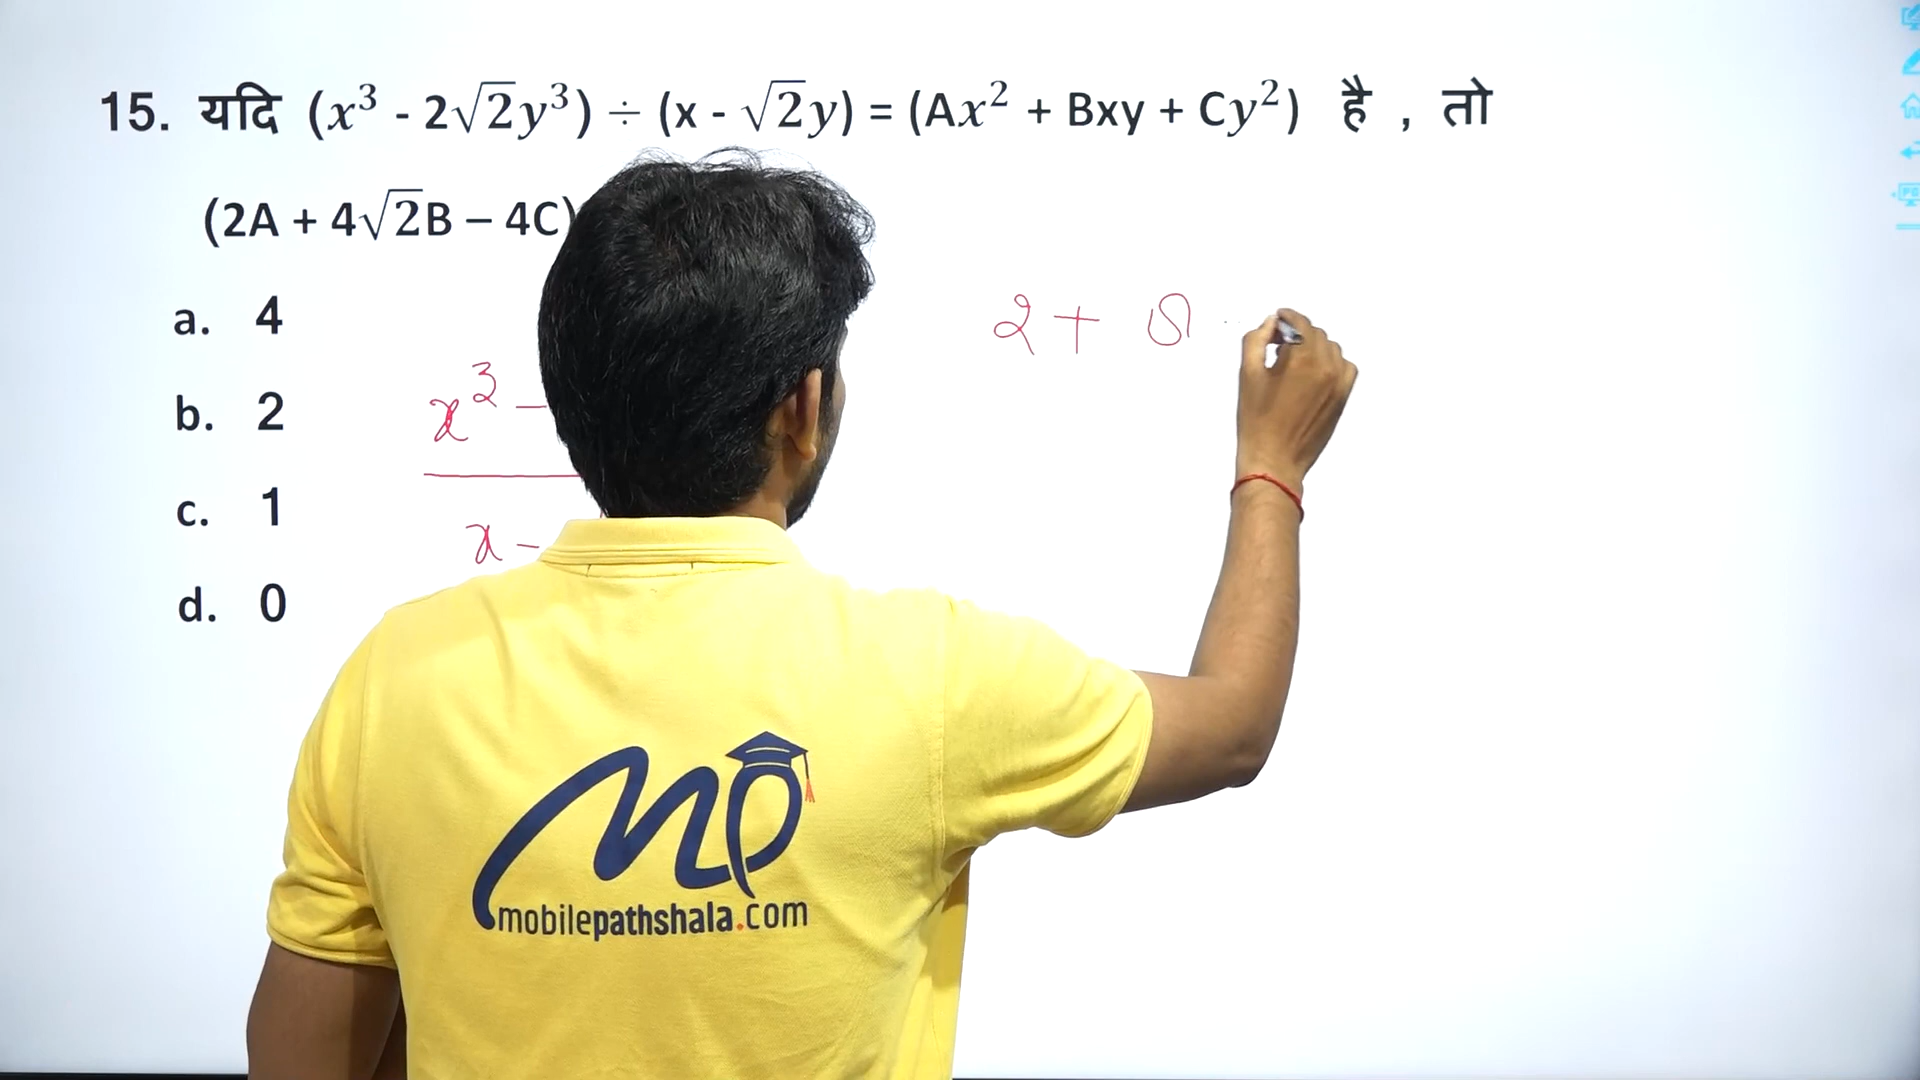 15. यदि (x³ - 2√2y³) ÷ (x - √2y) = (Ax² + Bxy + Cy²) है , तो
(2A + 4√2B – 4C)
a. 4
b. 2
c. 1
d. 0
2 + 8
x³ –
x –
MP
mobilepathshala.com